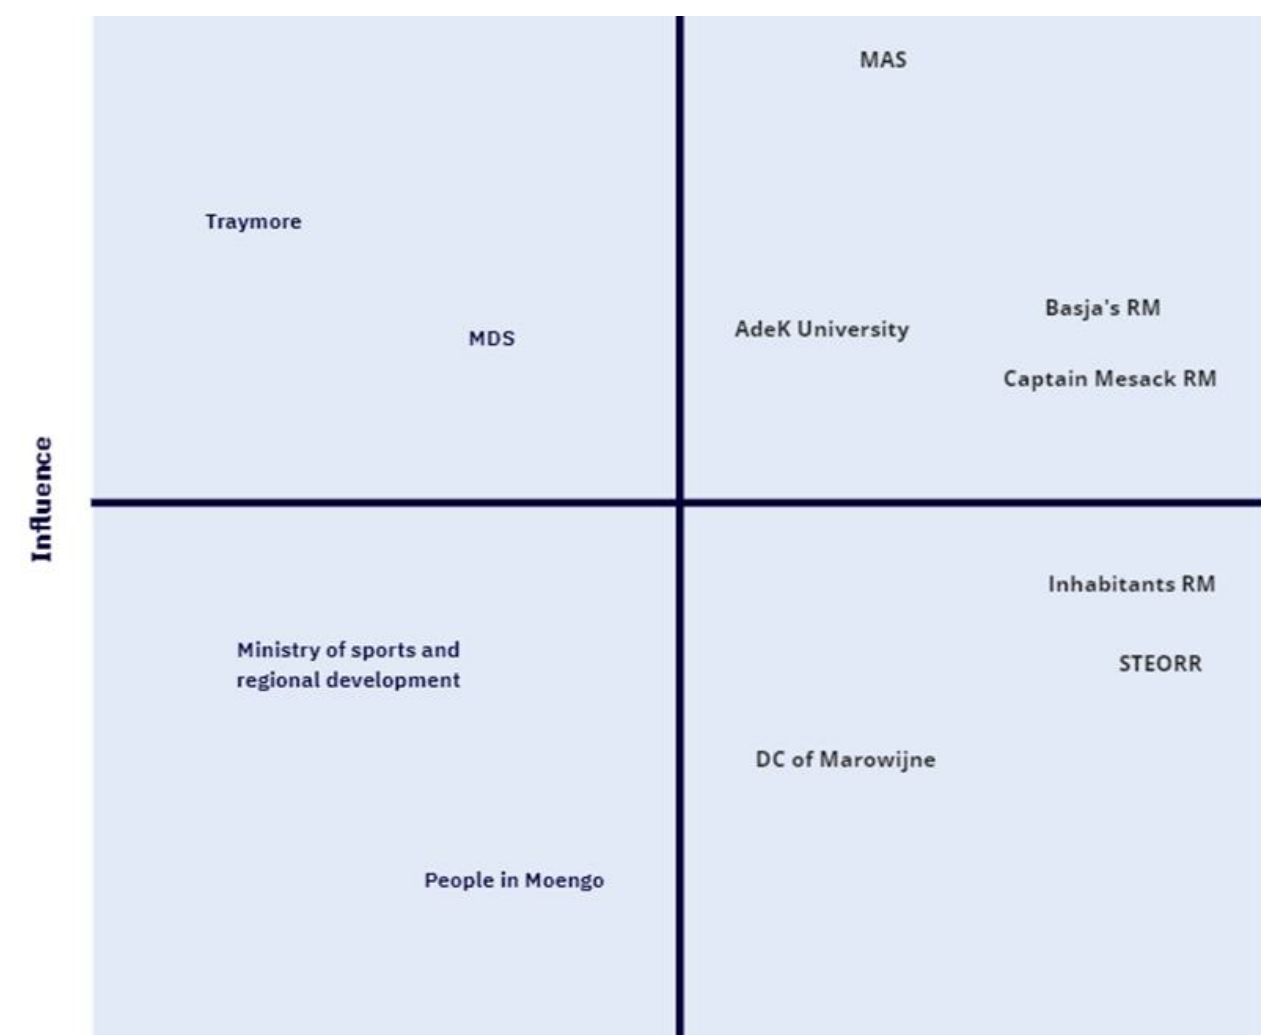 MAS
Traymore
Basja's RM
AdeK University
MDS
Captain Mesack RM
Influence
Inhabitants RM
Ministry of sports and
regional development
STEORR
DC of Marowijne
People in Moengo